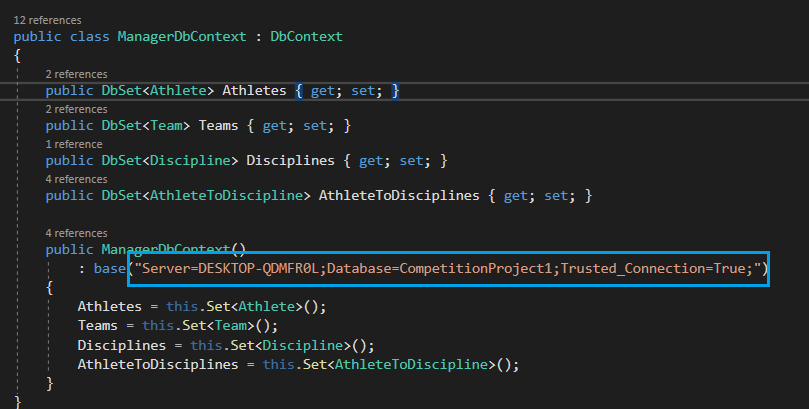 12 references
public class ManagerDbContext : DbContext
{
2 references
public DbSet<Athlete> Athletes { get; set; }
2 references
public DbSet<Team> Teams { get; set; }
1 reference
public DbSet<Discipline> Disciplines { get; set; }
4 references
public DbSet<AthleteToDiscipline> AthleteToDisciplines { get; set; }
4 references
public ManagerDbContext()
: base("Server=DESKTOP-QDMFR0L;Database=CompetitionProject1;Trusted_Connection=True;")
{
Athletes = this.Set<Athlete>();
Teams = this.Set<Team>();
Disciplines = this.Set<Discipline>();
AthleteToDisciplines = this.Set<AthleteToDiscipline>();
}
}